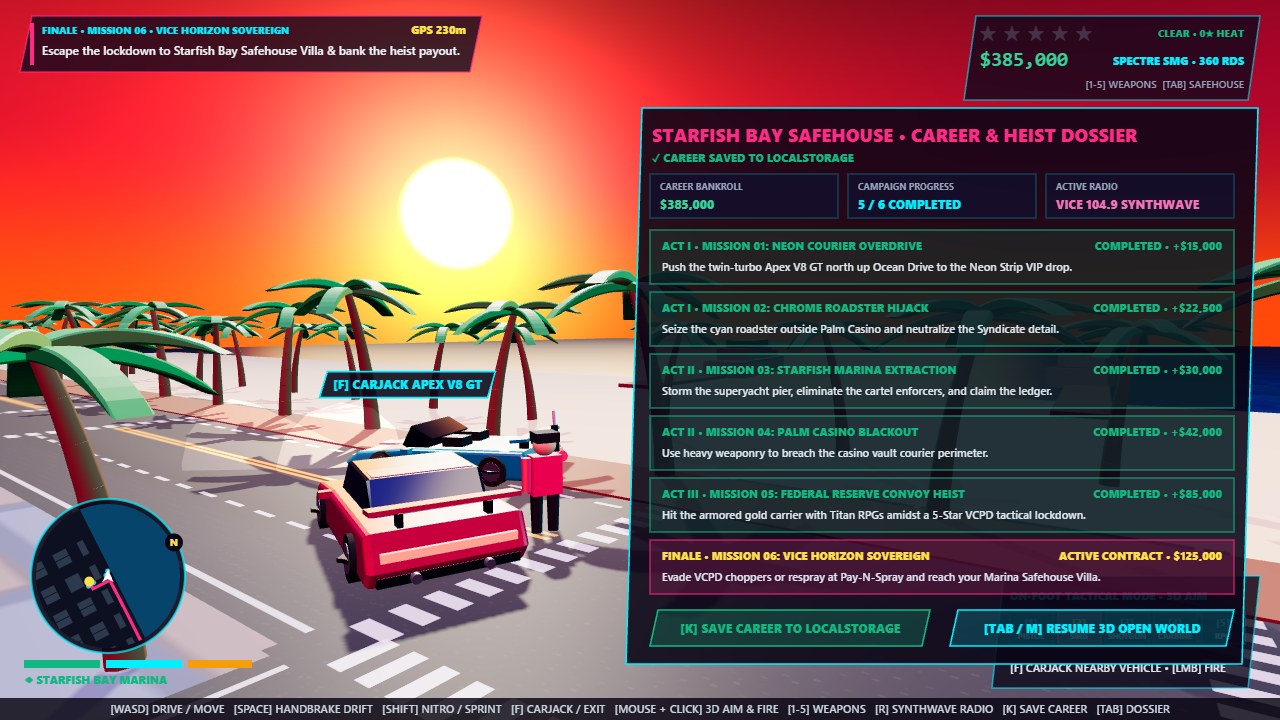 FINALE • MISSION 06 • VICE HORIZON SOVEREIGN GPS 230m
Escape the lockdown to Starfish Bay Safehouse Villa & bank the heist payout.
★★★★★ CLEAR • 0★ HEAT
$385,000 SPECTRE SMG • 360 RDS
[1-5] WEAPONS [TAB] SAFEHOUSE
STARFISH BAY SAFEHOUSE • CAREER & HEIST DOSSIER
✓ CAREER SAVED TO LOCALSTORAGE
CAREER BANKROLL
$385,000
CAMPAIGN PROGRESS
5 / 6 COMPLETED
ACTIVE RADIO
VICE 104.9 SYNTHWAVE
ACT I • MISSION 01: NEON COURIER OVERDRIVE COMPLETED • +$15,000
Push the twin-turbo Apex V8 GT north up Ocean Drive to the Neon Strip VIP drop.
ACT I • MISSION 02: CHROME ROADSTER HIJACK COMPLETED • +$22,500
Seize the cyan roadster outside Palm Casino and neutralize the Syndicate detail.
ACT II • MISSION 03: STARFISH MARINA EXTRACTION COMPLETED • +$30,000
Storm the superyacht pier, eliminate the cartel enforcers, and claim the ledger.
ACT II • MISSION 04: PALM CASINO BLACKOUT COMPLETED • +$42,000
Use heavy weaponry to breach the casino vault courier perimeter.
ACT III • MISSION 05: FEDERAL RESERVE CONVOY HEIST COMPLETED • +$85,000
Hit the armored gold carrier with Titan RPGs amidst a 5-Star VCPD tactical lockdown.
FINALE • MISSION 06: VICE HORIZON SOVEREIGN ACTIVE CONTRACT • $125,000
Evade VCPD choppers or respray at Pay-N-Spray and reach your Marina Safehouse Villa.
ON-FOOT TACTICAL MODE • 3D AIM
[K] SAVE CAREER TO LOCALSTORAGE
[TAB / M] RESUME 3D OPEN WORLD
[F] CARJACK NEARBY VEHICLE • [LMB] FIRE
[F] CARJACK APEX V8 GT
N
❖ STARFISH BAY MARINA
[WASD] DRIVE / MOVE [SPACE] HANDBRAKE DRIFT [SHIFT] NITRO / SPRINT [F] CARJACK / EXIT [MOUSE + CLICK] 3D AIM & FIRE [1-5] WEAPONS [R] SYNTHWAVE RADIO [K] SAVE CAREER [TAB] DOSSIER